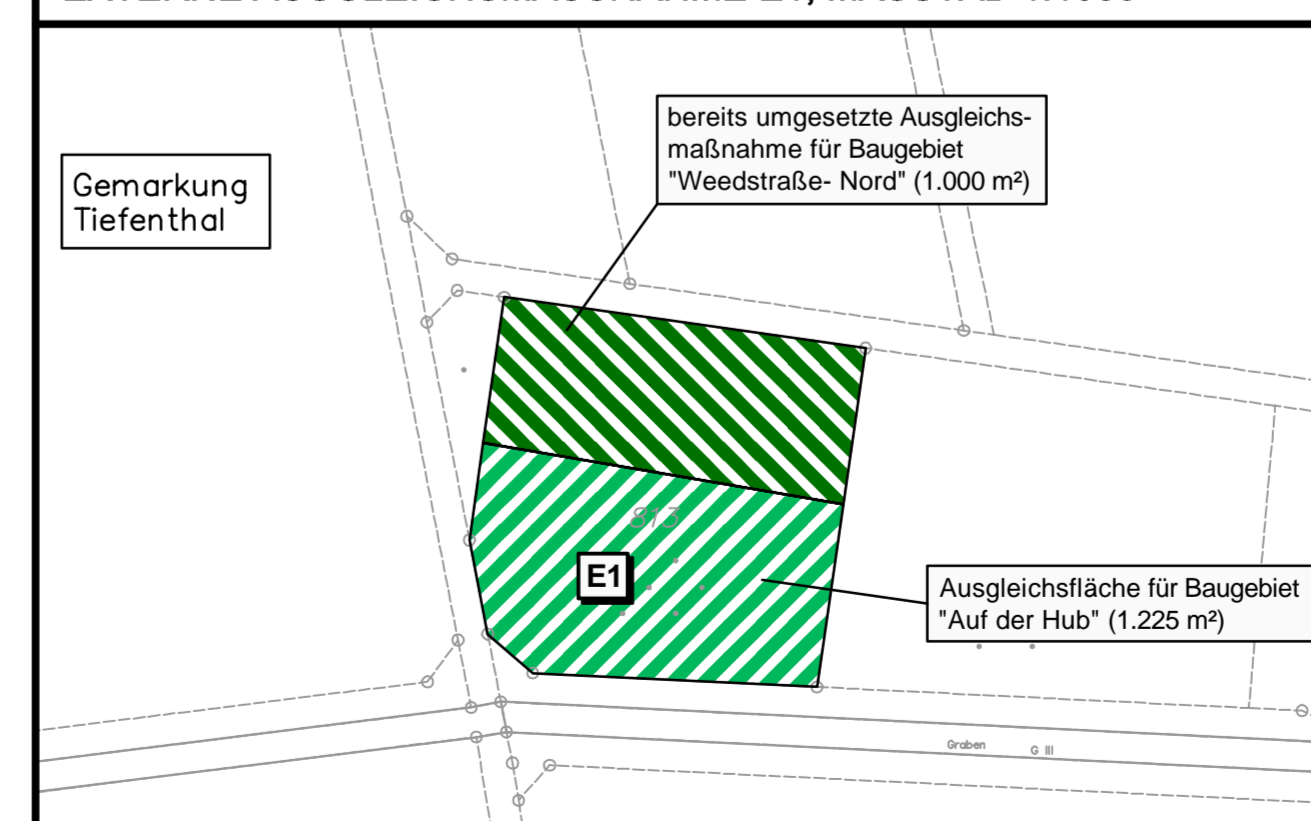 bereits umgesetzte Ausgleichs-
maßnahme für Baugebiet
"Weedstraße- Nord" (1.000 m²)
Gemarkung
Tiefenthal
813
E1
Ausgleichsfläche für Baugebiet
"Auf der Hub" (1.225 m²)
Graben G III